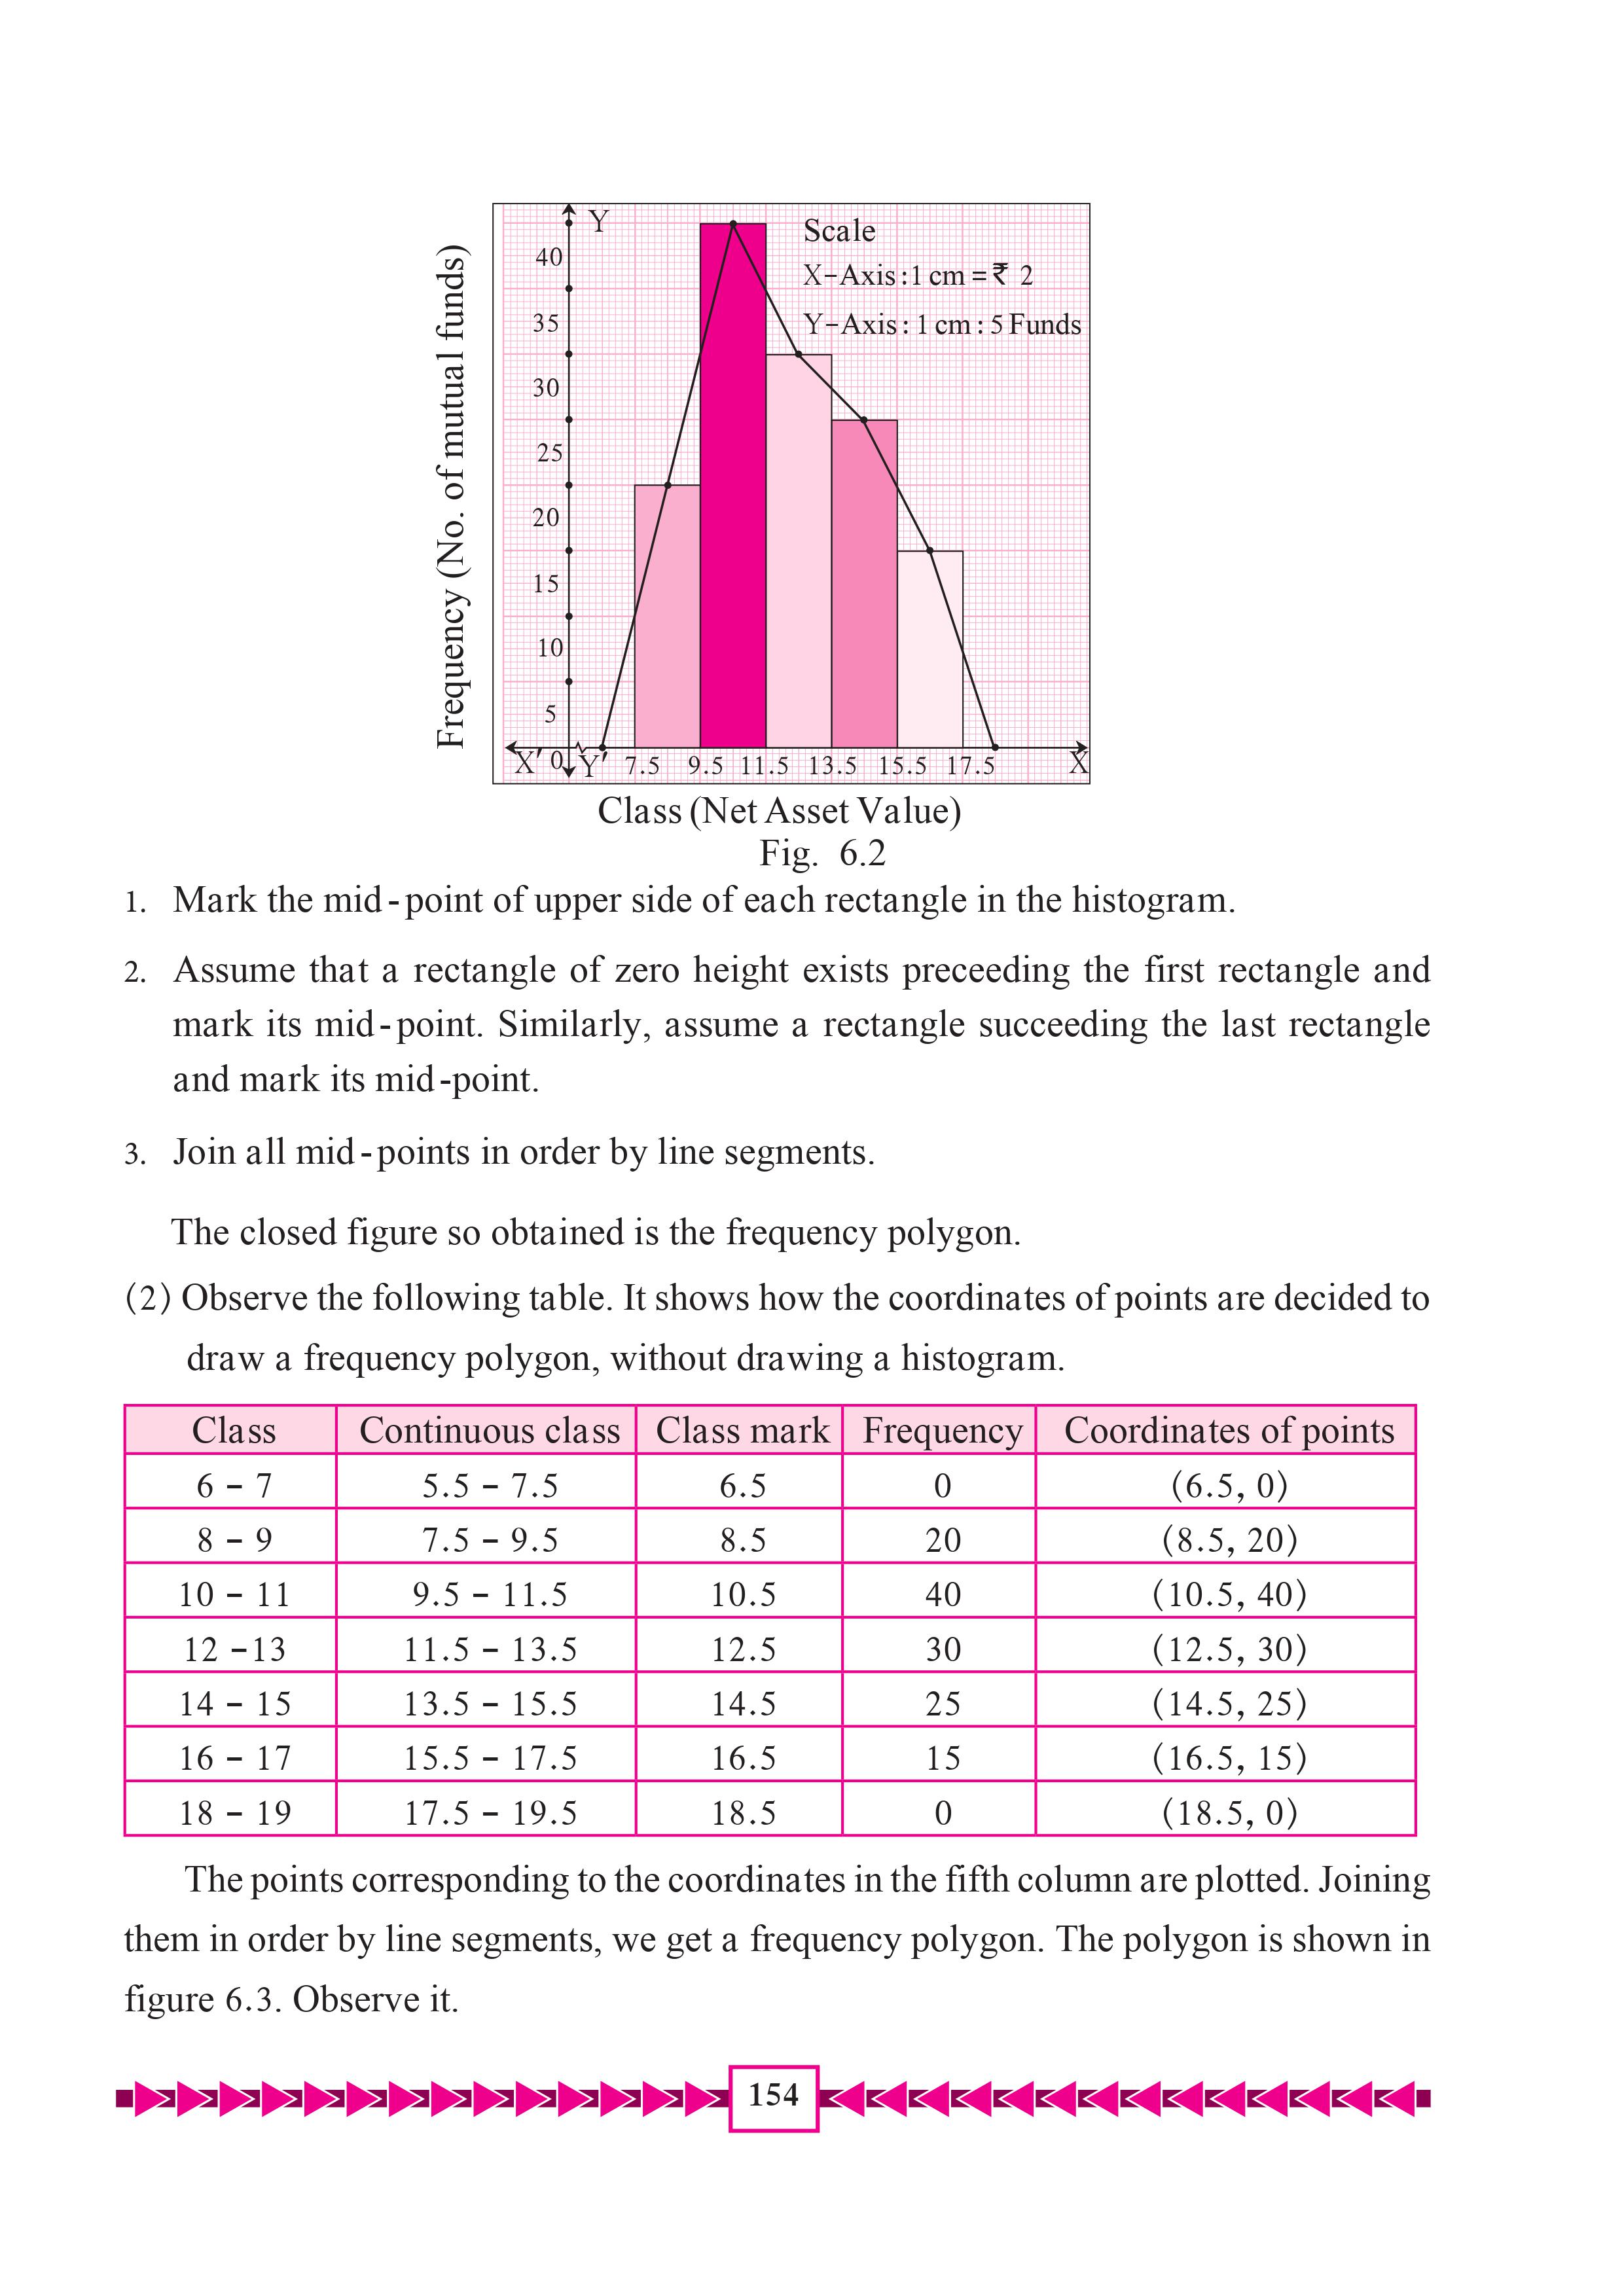 Y
Scale
40
X-Axis : 1 cm = ₹ 2
35
Y-Axis : 1 cm : 5 Funds
30
25
20
15
10
5
Frequency (No. of mutual funds)
X′ 0 Y′ 7.5 9.5 11.5 13.5 15.5 17.5 X
Class (Net Asset Value)
Fig. 6.2
1. Mark the mid-point of upper side of each rectangle in the histogram.
2. Assume that a rectangle of zero height exists preceeding the first rectangle and
mark its mid-point. Similarly, assume a rectangle succeeding the last rectangle
and mark its mid-point.
3. Join all mid-points in order by line segments.
The closed figure so obtained is the frequency polygon.
(2) Observe the following table. It shows how the coordinates of points are decided to
draw a frequency polygon, without drawing a histogram.
Class Continuous class Class mark Frequency Coordinates of points
6 - 7 5.5 - 7.5 6.5 0 (6.5, 0)
8 - 9 7.5 - 9.5 8.5 20 (8.5, 20)
10 - 11 9.5 - 11.5 10.5 40 (10.5, 40)
12 -13 11.5 - 13.5 12.5 30 (12.5, 30)
14 - 15 13.5 - 15.5 14.5 25 (14.5, 25)
16 - 17 15.5 - 17.5 16.5 15 (16.5, 15)
18 - 19 17.5 - 19.5 18.5 0 (18.5, 0)
The points corresponding to the coordinates in the fifth column are plotted. Joining
them in order by line segments, we get a frequency polygon. The polygon is shown in
figure 6.3. Observe it.
154